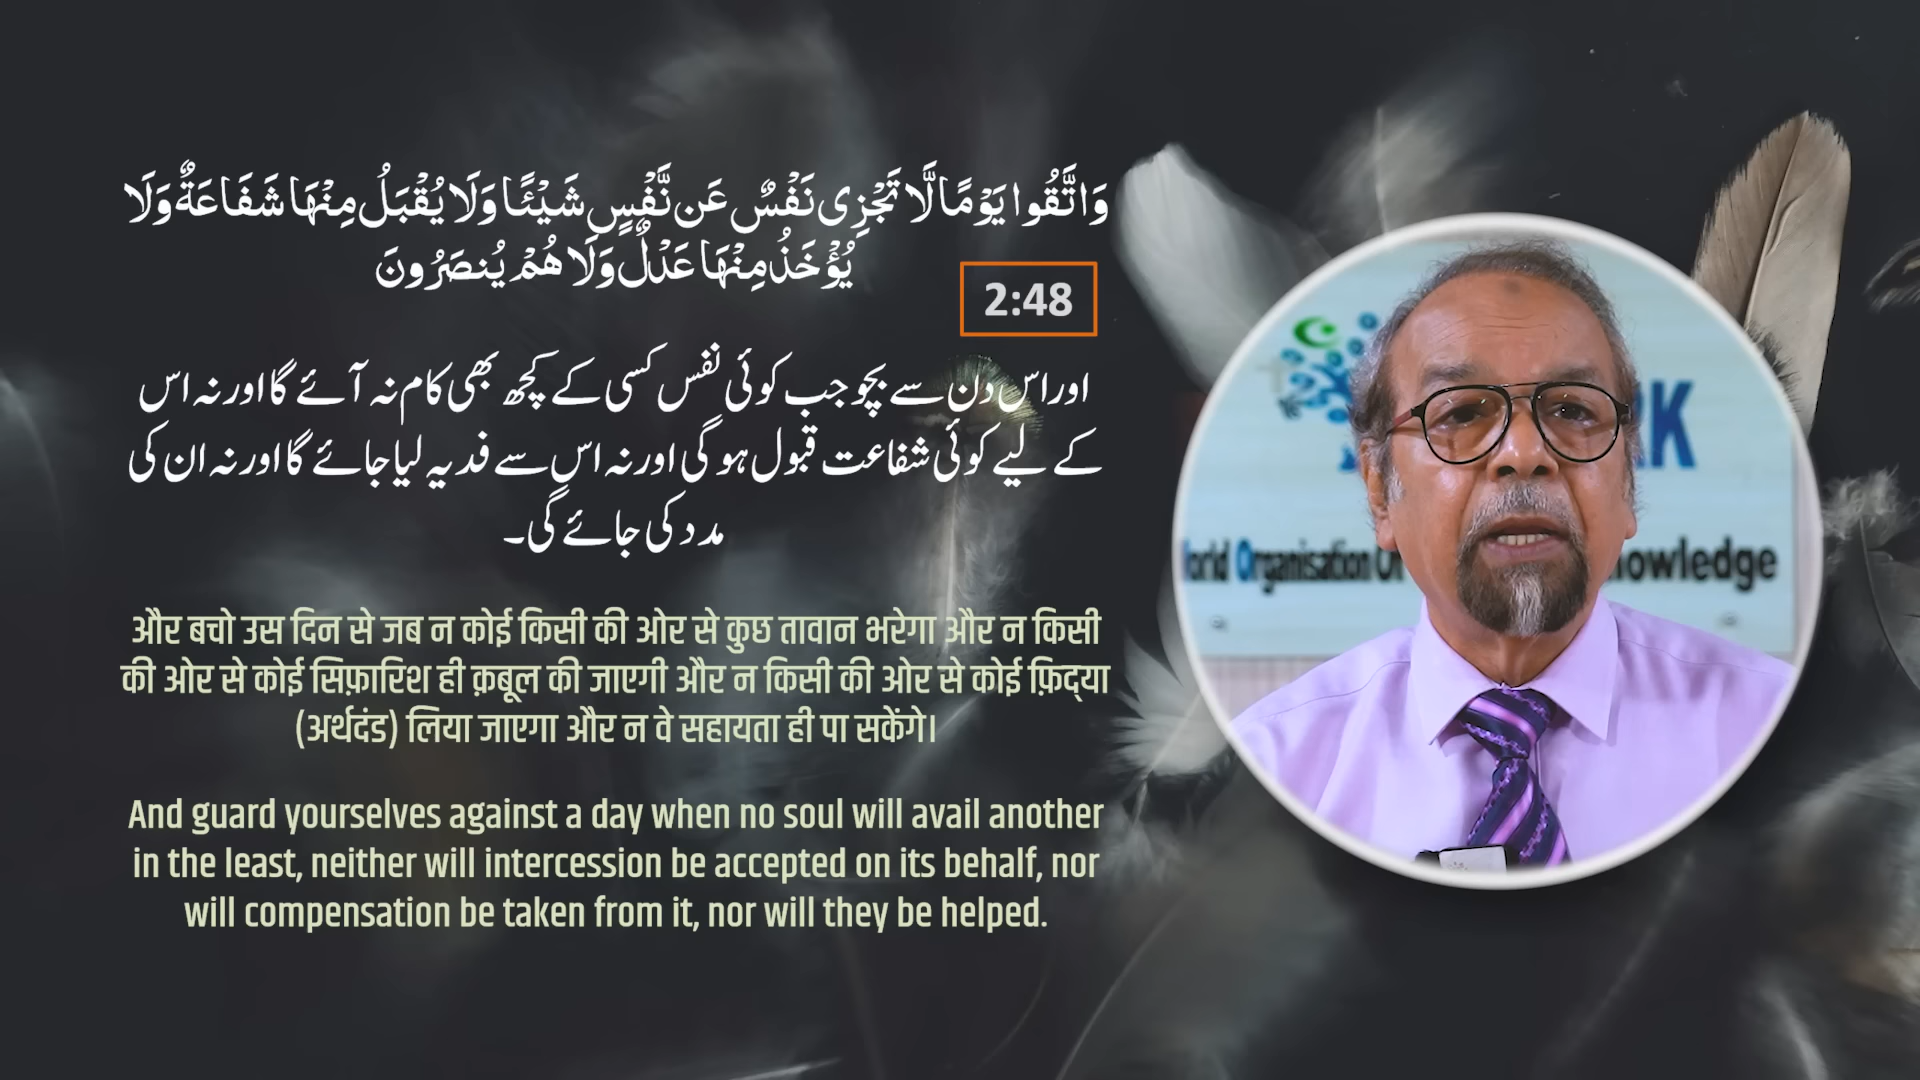 وَاتَّقُوا يَوْمًا لَّا تَجْزِي نَفْسٌ عَن نَّفْسٍ شَيْئًا وَلَا يُقْبَلُ مِنْهَا شَفَاعَةٌ وَلَا
يُؤْخَذُ مِنْهَا عَدْلٌ وَلَا هُمْ يُنصَرُونَ
2:48
اور اس دن سے بچو جب کوئی نفس کسی کے کچھ بھی کام نہ آئے گا اور نہ اس
کے لیے کوئی شفاعت قبول ہوگی اور نہ اس سے فدیہ لیا جائے گا اور نہ ان کی
مدد کی جائے گی۔
और बचो उस दिन से जब न कोई किसी की ओर से कुछ तावान भरेगा और न किसी
की ओर से कोई सिफ़ारिश ही क़बूल की जाएगी और न किसी की ओर से कोई फ़िद्या
(अर्थदंड) लिया जाएगा और न वे सहायता ही पा सकेंगे।
And guard yourselves against a day when no soul will avail another
in the least, neither will intercession be accepted on its behalf, nor
will compensation be taken from it, nor will they be helped.
RK
orld Organisation Of nowledge